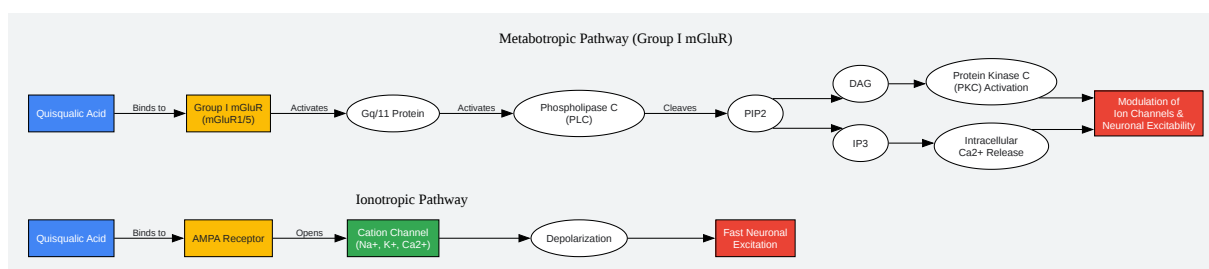 Metabotropic Pathway (Group I mGluR)
Quisqualic Acid
Binds to
Group I mGluR
(mGluR1/5)
Activates
Gq/11 Protein
Activates
Phospholipase C
(PLC)
Cleaves
PIP2
DAG
Protein Kinase C
(PKC) Activation
IP3
Intracellular
Ca2+ Release
Modulation of
Ion Channels &
Neuronal Excitability
Ionotropic Pathway
Quisqualic Acid
Binds to
AMPA Receptor
Opens
Cation Channel
(Na+, K+, Ca2+)
Depolarization
Fast Neuronal
Excitation